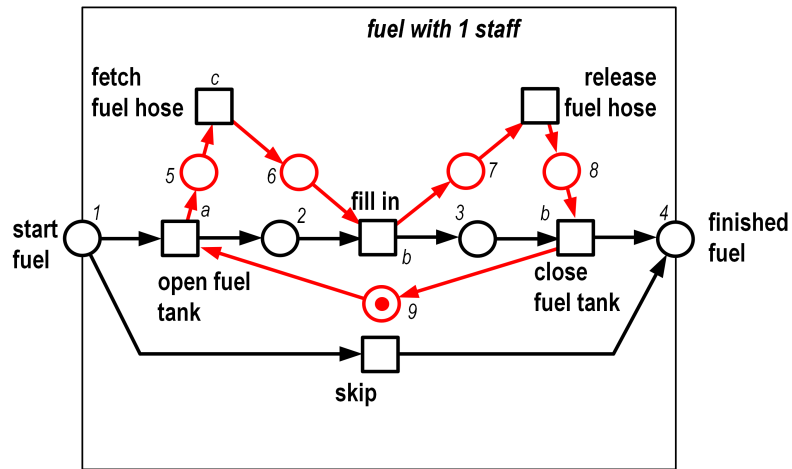 fuel with 1 staff
fetch
fuel hose
c
release
fuel hose
5
6
7
8
fill in
start
fuel
1
a
2
b
3
b
4
finished
fuel
open fuel
tank
9
close
fuel tank
skip